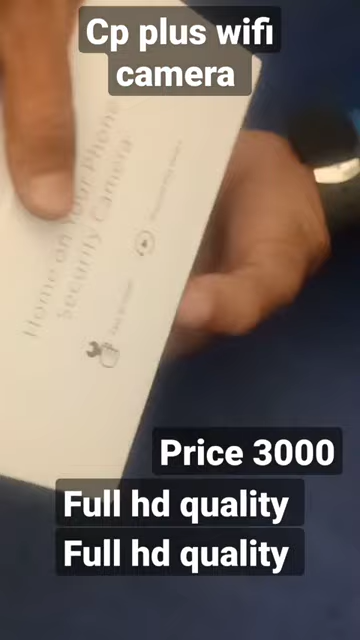 Cp plus wifi
camera
Home on Your Phone
Security Camera
Price 3000
Full hd quality
Full hd quality